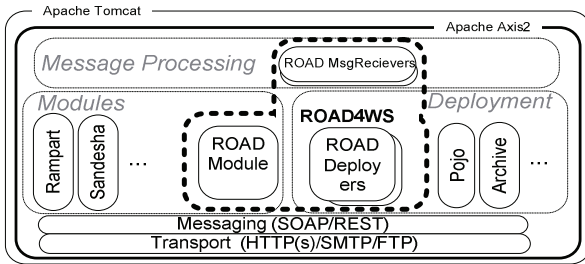 Apache Tomcat
Apache Axis2
Message Processing
ROAD MsgRecievers
Modules
ROAD4WS
Deployment
Rampart
Sandesha
...
ROAD
Module
ROAD
Deploy
ers
Pojo
Archive
...
Messaging (SOAP/REST)
Transport (HTTP(s)/SMTP/FTP)